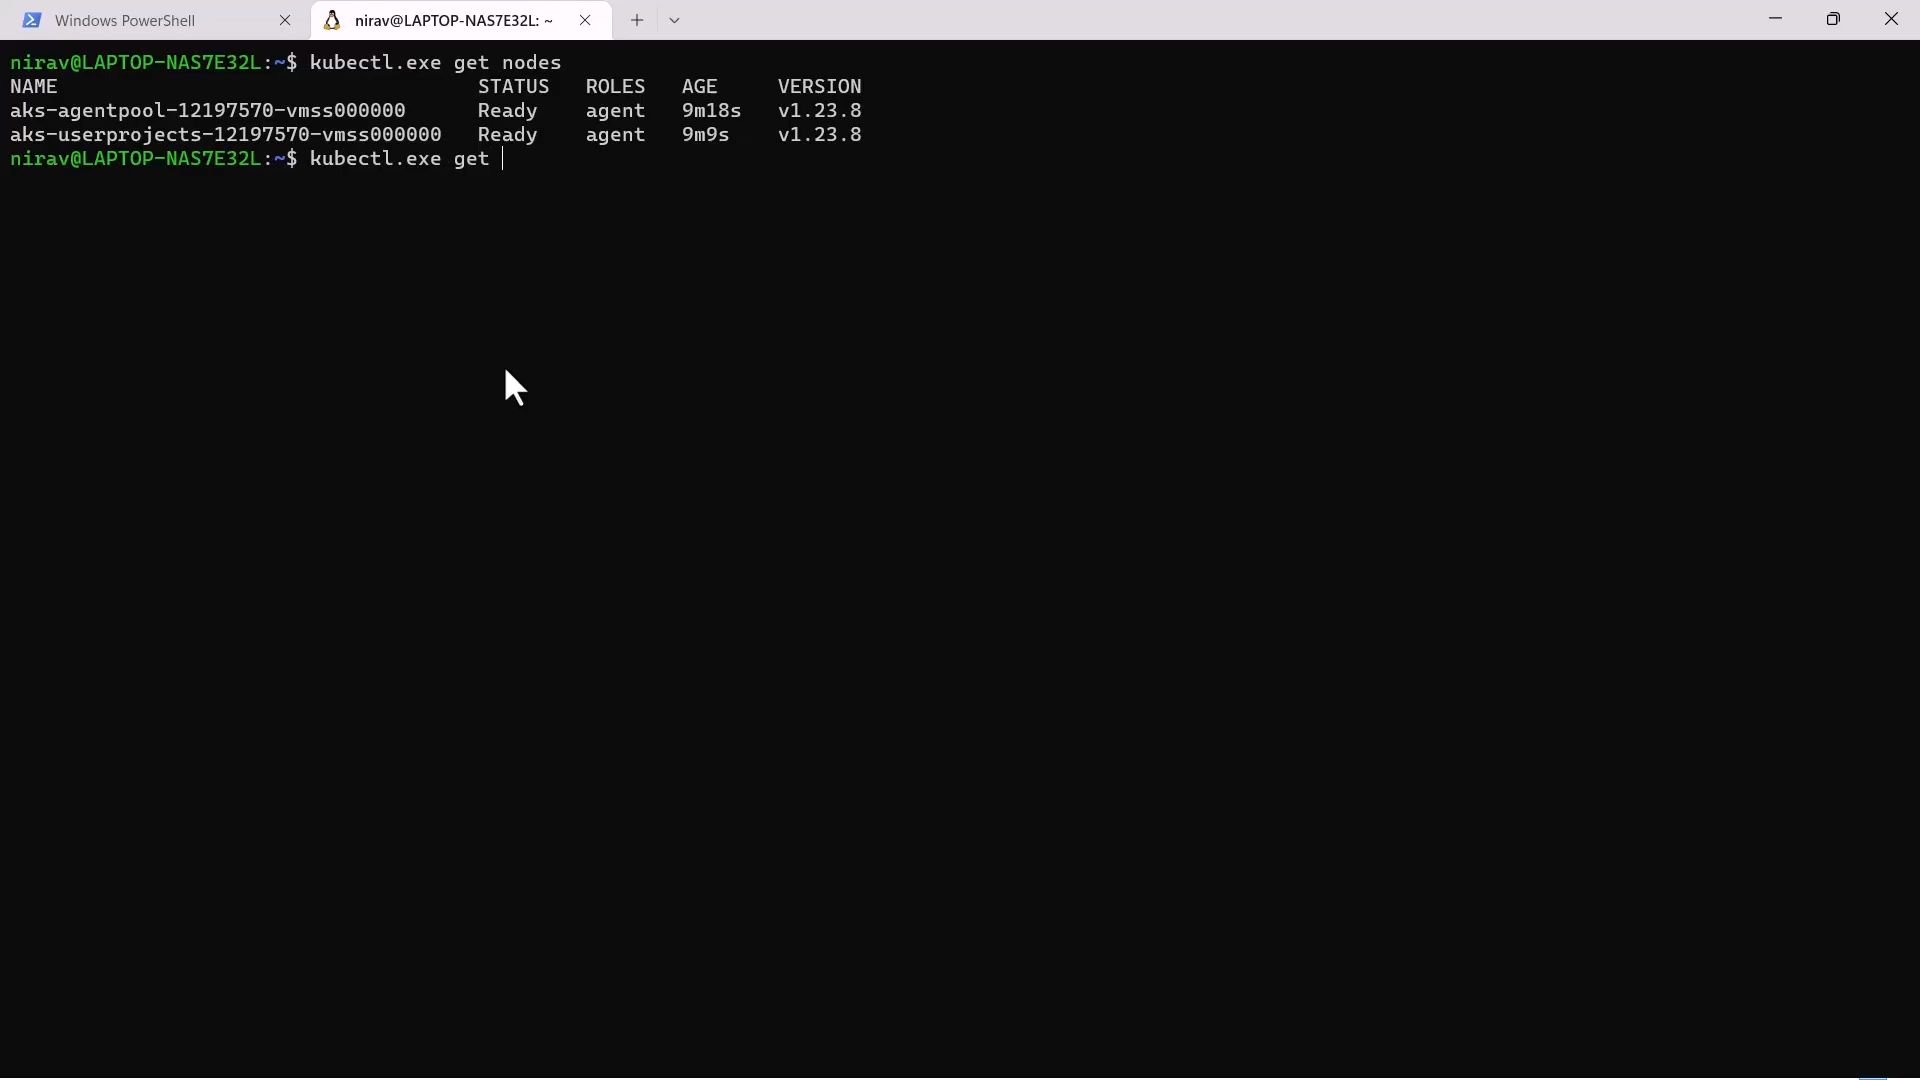 Windows PowerShell
nirav@LAPTOP-NAS7E32L: ~
nirav@LAPTOP-NAS7E32L:~$ kubectl.exe get nodes
NAME STATUS ROLES AGE VERSION
aks-agentpool-12197570-vmss000000 Ready agent 9m18s v1.23.8
aks-userprojects-12197570-vmss000000 Ready agent 9m9s v1.23.8
nirav@LAPTOP-NAS7E32L:~$ kubectl.exe get